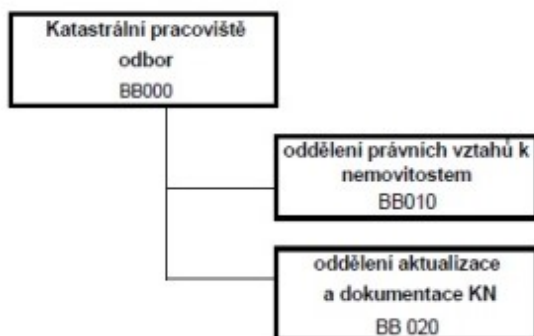 Katastrální pracoviště
odbor
BB000
oddělení právních vztahů k
nemovitostem
BB010
oddělení aktualizace
a dokumentace KN
BB 020